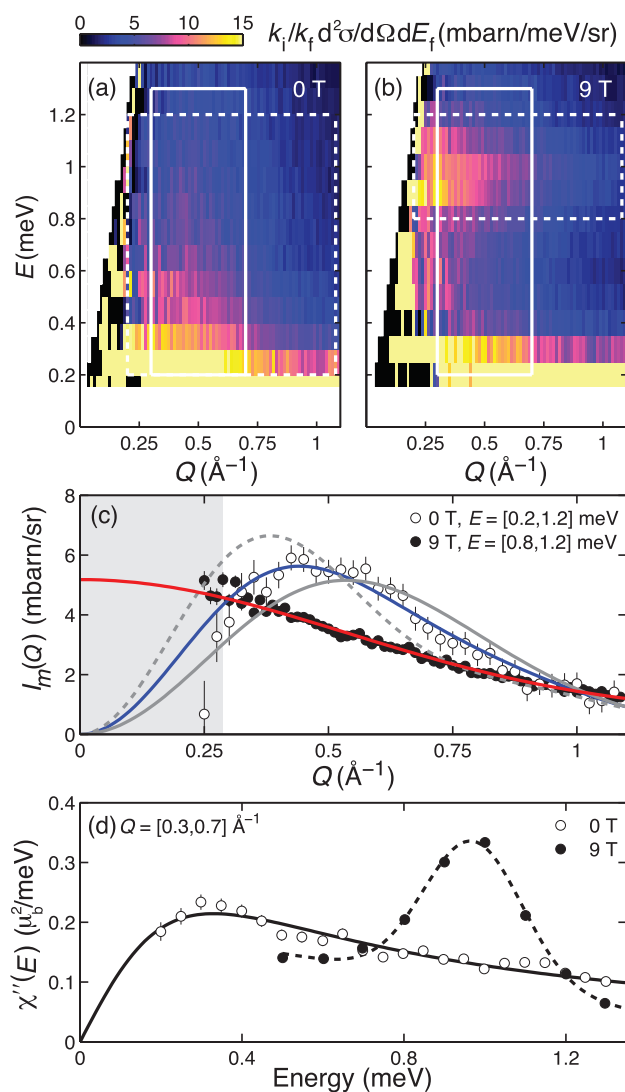 0 5 10 15 k_i/k_f d²σ/dΩdE_f (mbarn/meV/sr)
(a) 0 T (b) 9 T
1.2
1
0.8
0.6
0.4
0.2
0
E (meV)
0.25 0.5 0.75 1 0.25 0.5 0.75 1
Q (Å⁻¹) Q (Å⁻¹)
(c)
0 T, E = [0.2,1.2] meV
9 T, E = [0.8,1.2] meV
8
6
4
2
0
I_m(Q) (mbarn/sr)
0 0.25 0.5 0.75 1
Q (Å⁻¹)
(d) Q = [0.3,0.7] Å⁻¹
0 T
9 T
0.4
0.3
0.2
0.1
0
χ''(E) (μ_b²/meV)
0 0.4 0.8 1.2
Energy (meV)